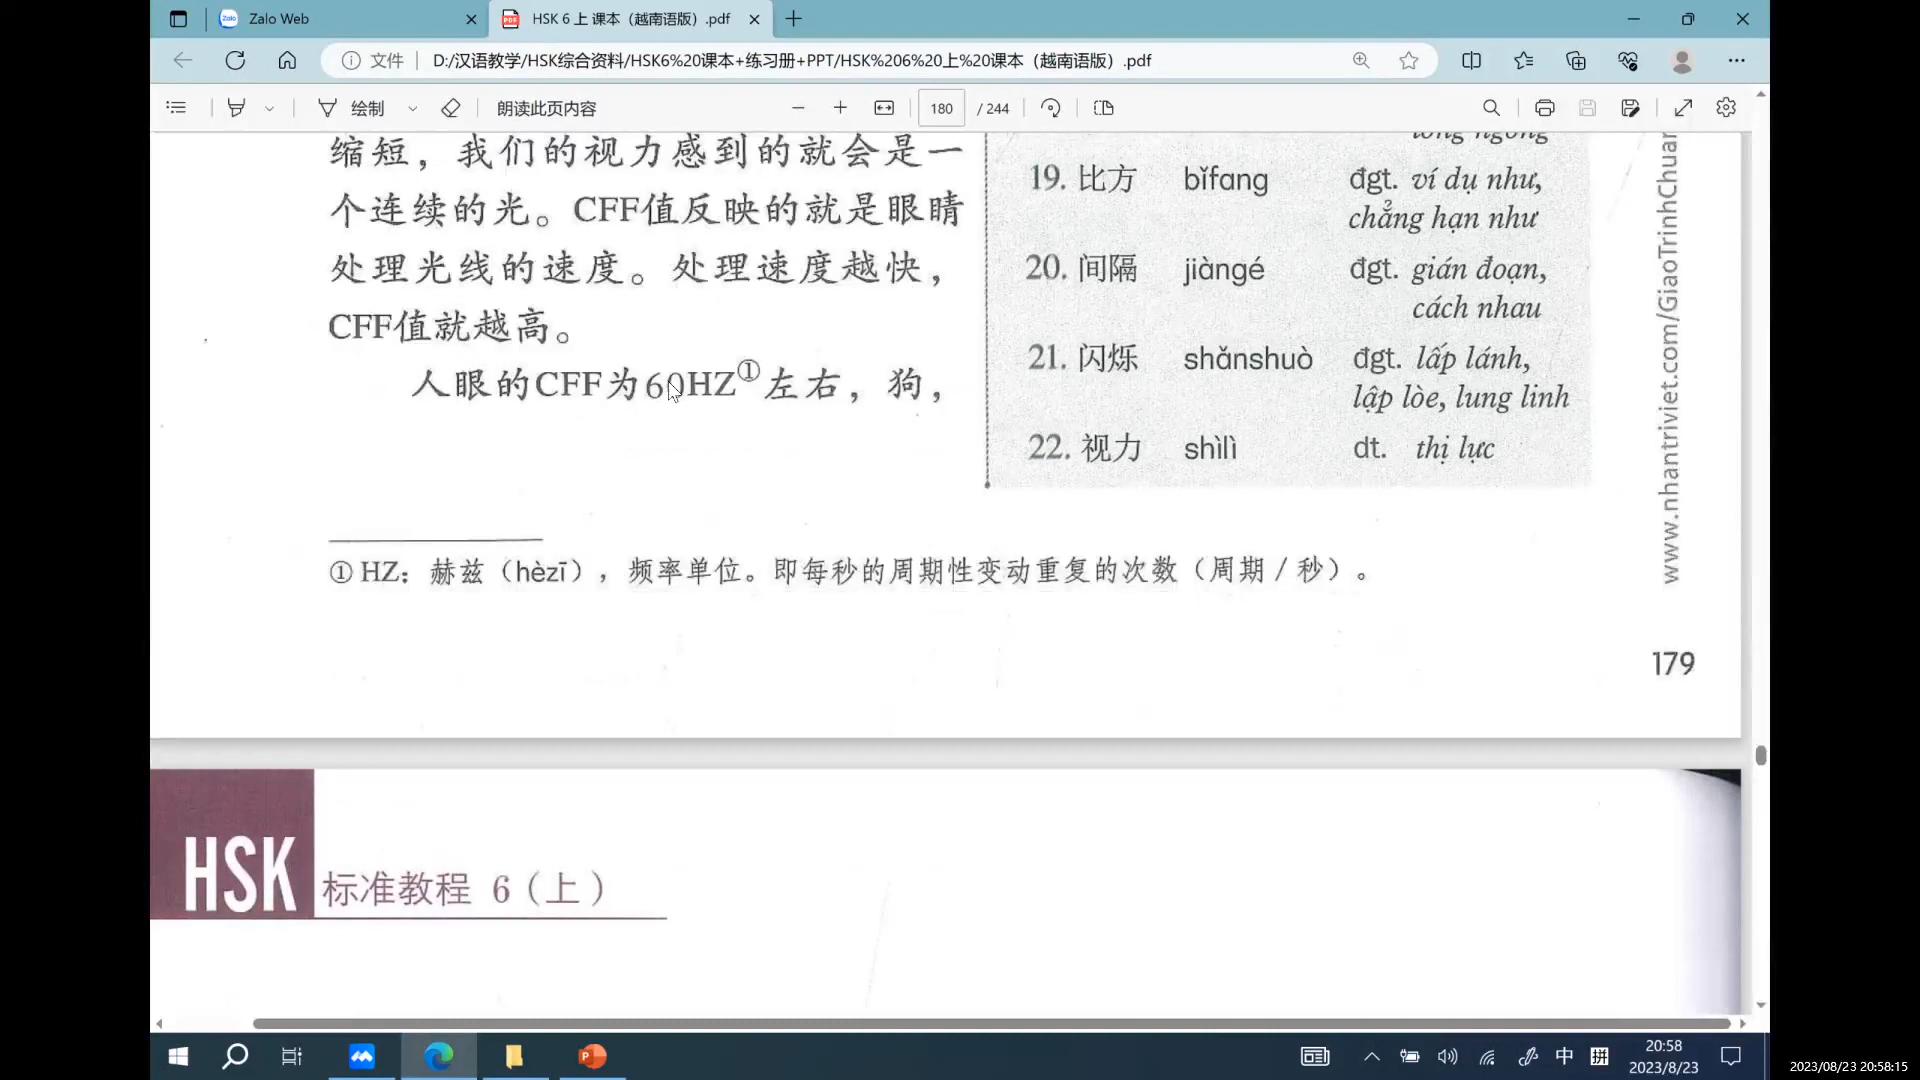 Zalo Web
HSK 6 上 课本（越南语版）.pdf
文件
D:/汉语教学/HSK综合资料/HSK6%20课本+练习册+PPT/HSK%206%20上%20课本（越南语版）.pdf
绘制
朗读此页内容
180 / 244
缩短，我们的视力感到的就会是一
个连续的光。CFF值反映的就是眼睛
处理光线的速度。处理速度越快，
CFF值就越高。
人眼的CFF为60HZ①左右，狗，
19. 比方 bǐfang đgt. ví dụ như,
chẳng hạn như
20. 间隔 jiàngé đgt. gián đoạn,
cách nhau
21. 闪烁 shǎnshuò đgt. lấp lánh,
lập lòe, lung linh
22. 视力 shìlì dt. thị lực
www.nhantriviet.com/GiaoTrinhChuan
① HZ：赫兹（hèzī），频率单位。即每秒的周期性变动重复的次数（周期／秒）。
179
HSK 标准教程 6（上）
中
拼
20:58
2023/8/23
2023/08/23 20:58:15